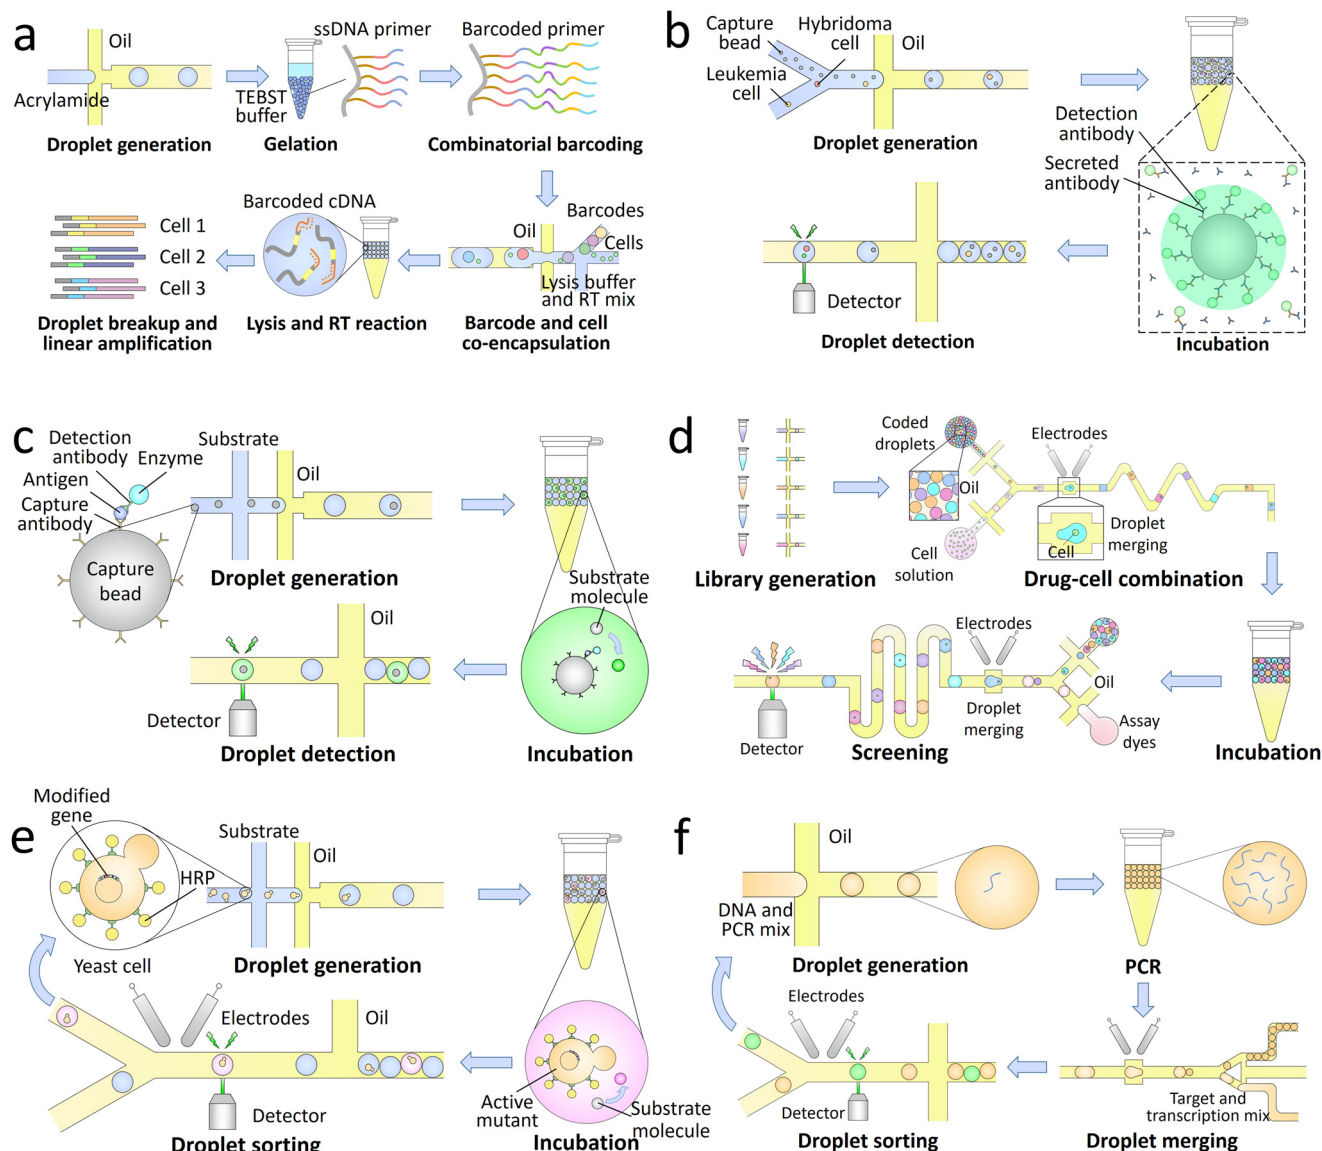 a
Oil
Acrylamide
Droplet generation
TEBST
buffer
Gelation
ssDNA primer
Barcoded primer
Combinatorial barcoding
Barcodes
Oil
Cells
Lysis buffer
and RT mix
Barcode and cell
co-encapsulation
Barcoded cDNA
Lysis and RT reaction
Cell 1
Cell 2
Cell 3
Droplet breakup and
linear amplification
b
Capture
bead
Hybridoma
cell
Oil
Leukemia
cell
Droplet generation
Detection
antibody
Secreted
antibody
Incubation
Detector
Droplet detection
c
Detection
antibody
Enzyme
Antigen
Capture
antibody
Capture
bead
Substrate
Oil
Droplet generation
Substrate
molecule
Incubation
Oil
Detector
Droplet detection
d
Library generation
Coded
droplets
Oil
Cell
solution
Electrodes
Droplet
merging
Cell
Drug-cell combination
Incubation
Electrodes
Oil
Assay
dyes
Droplet
merging
Screening
Detector
e
Modified
gene
HRP
Yeast cell
Substrate
Oil
Droplet generation
Active
mutant
Substrate
molecule
Incubation
Oil
Electrodes
Detector
Droplet sorting
f
Oil
DNA and
PCR mix
Droplet generation
PCR
Electrodes
Target and
transcription mix
Droplet merging
Electrodes
Detector
Droplet sorting